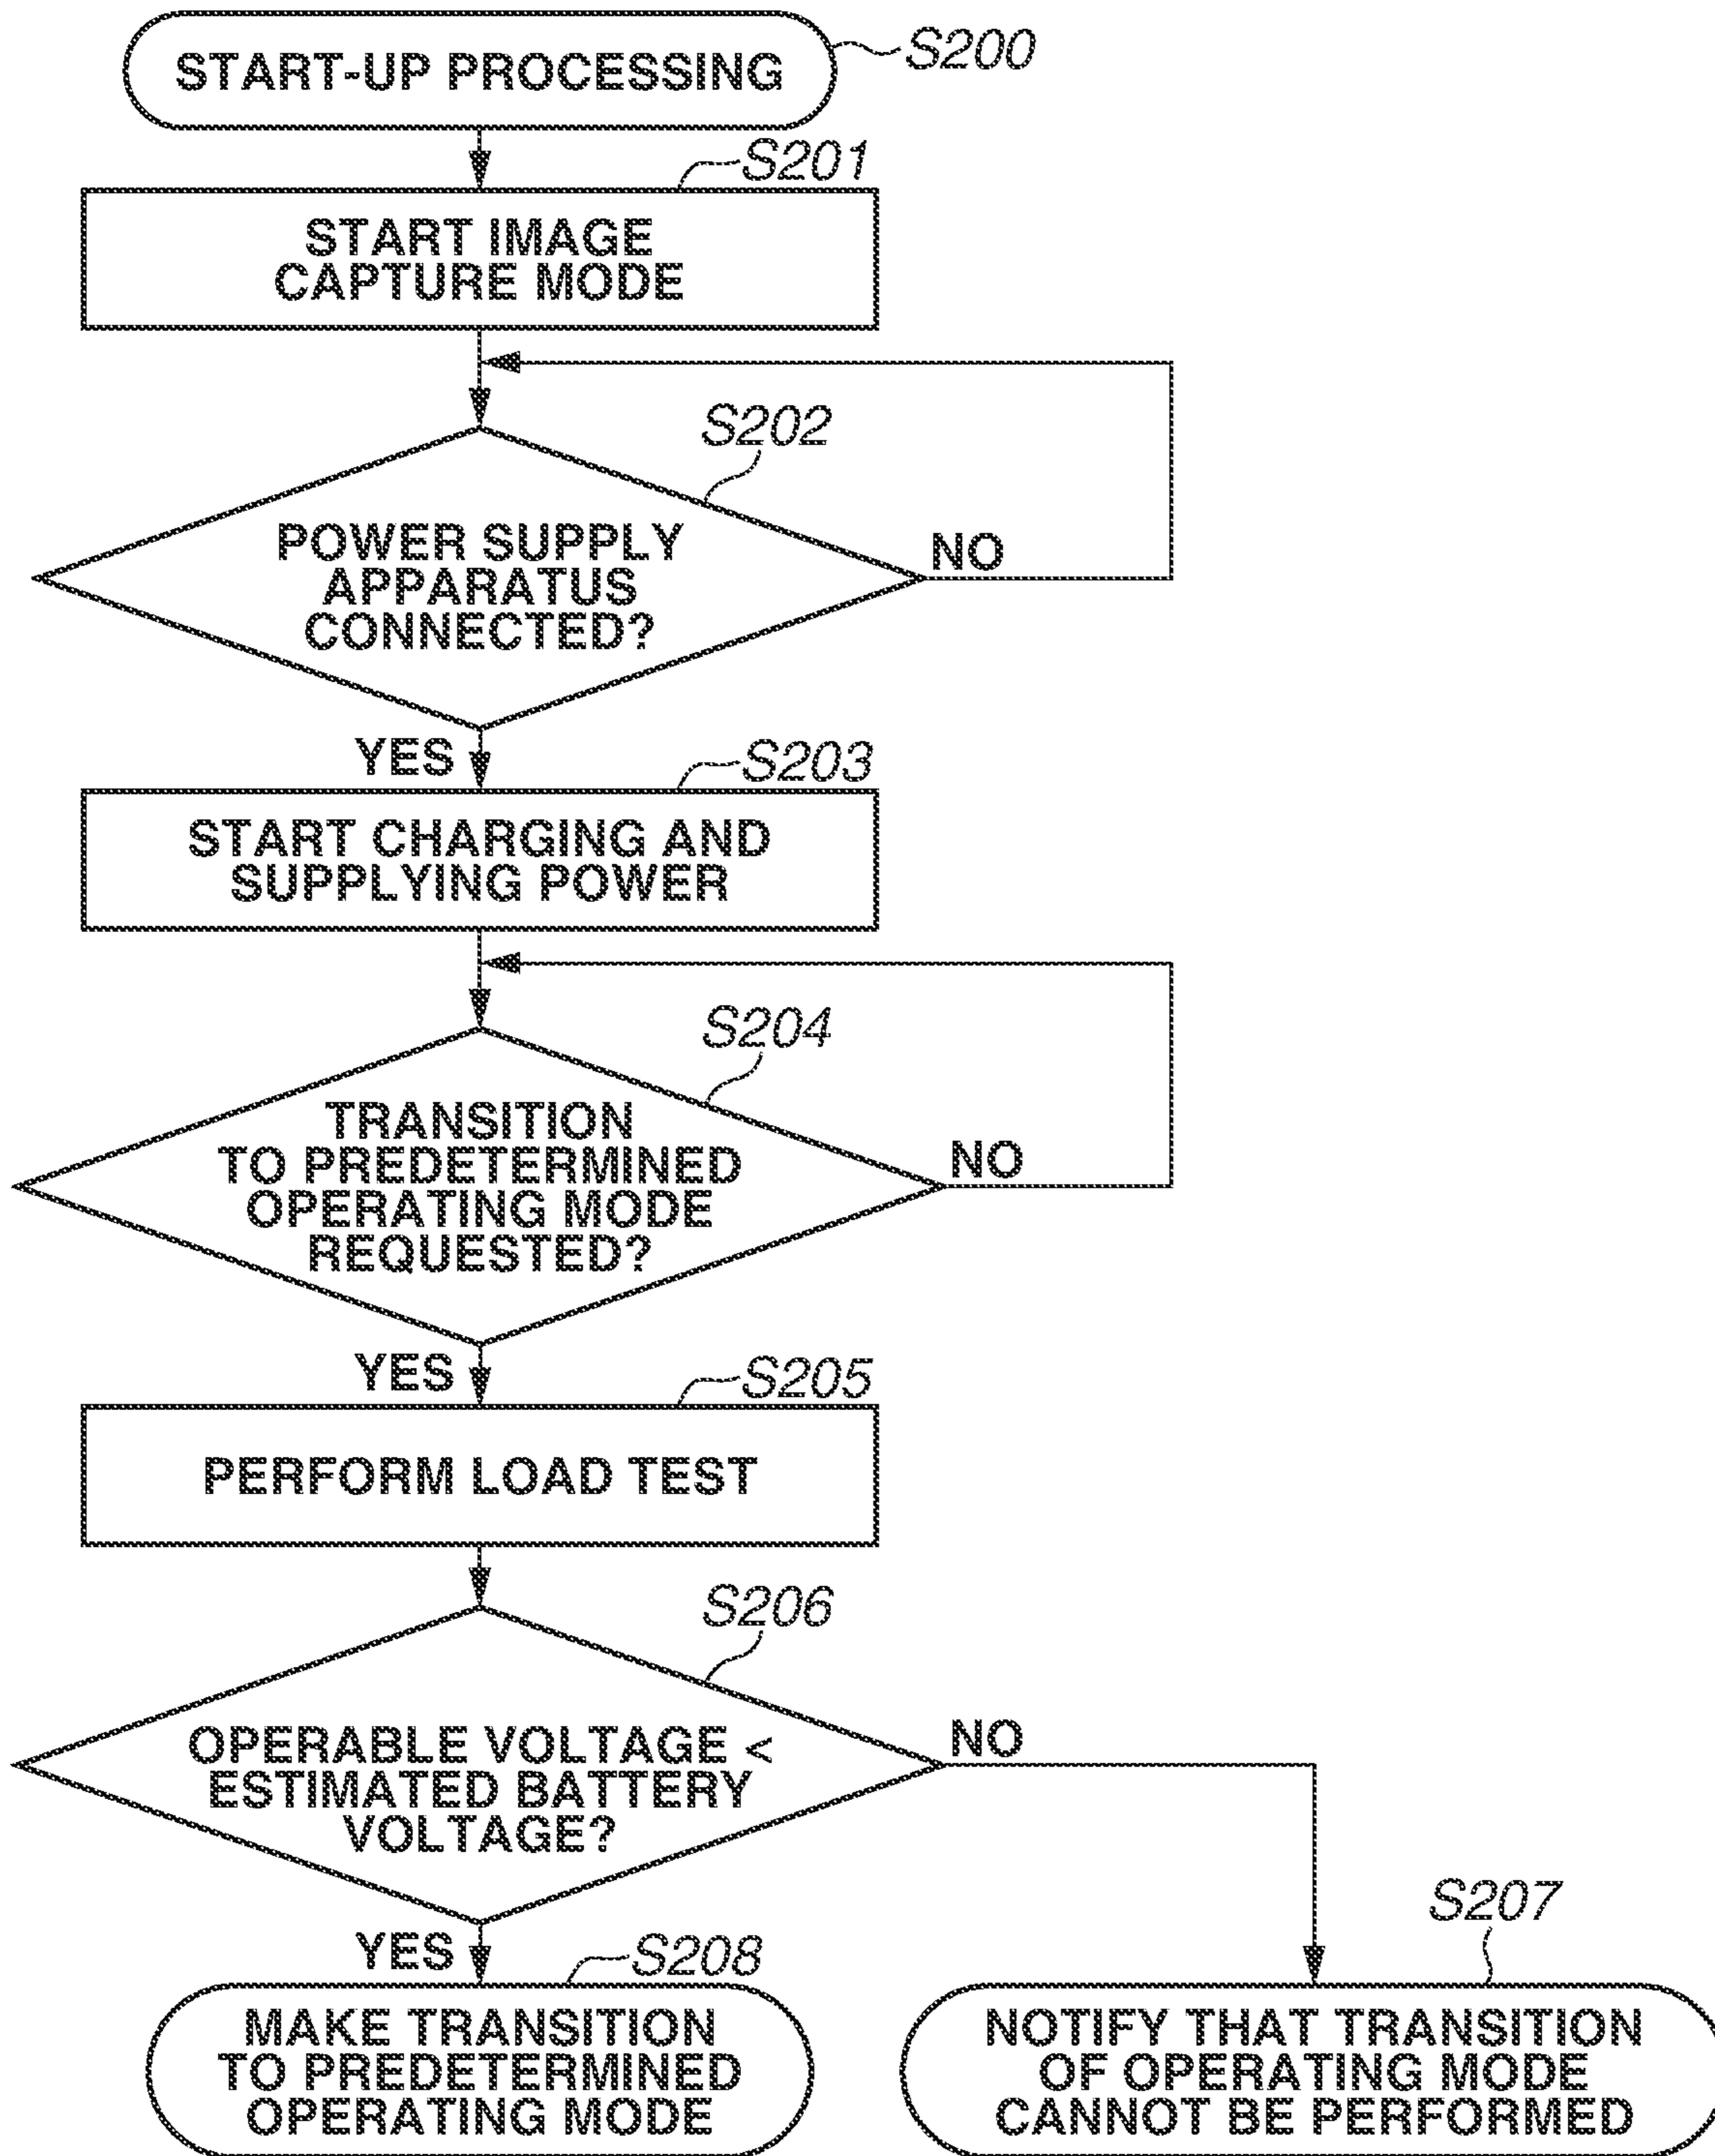 START-UP PROCESSING
S200
S201
START IMAGE
CAPTURE MODE
S202
POWER SUPPLY
APPARATUS
CONNECTED?
NO
YES
S203
START CHARGING AND
SUPPLYING POWER
S204
TRANSITION
TO PREDETERMINED
OPERATING MODE
REQUESTED?
NO
YES
S205
PERFORM LOAD TEST
S206
OPERABLE VOLTAGE <
ESTIMATED BATTERY
VOLTAGE?
NO
YES
S208
MAKE TRANSITION
TO PREDETERMINED
OPERATING MODE
S207
NOTIFY THAT TRANSITION
OF OPERATING MODE
CANNOT BE PERFORMED